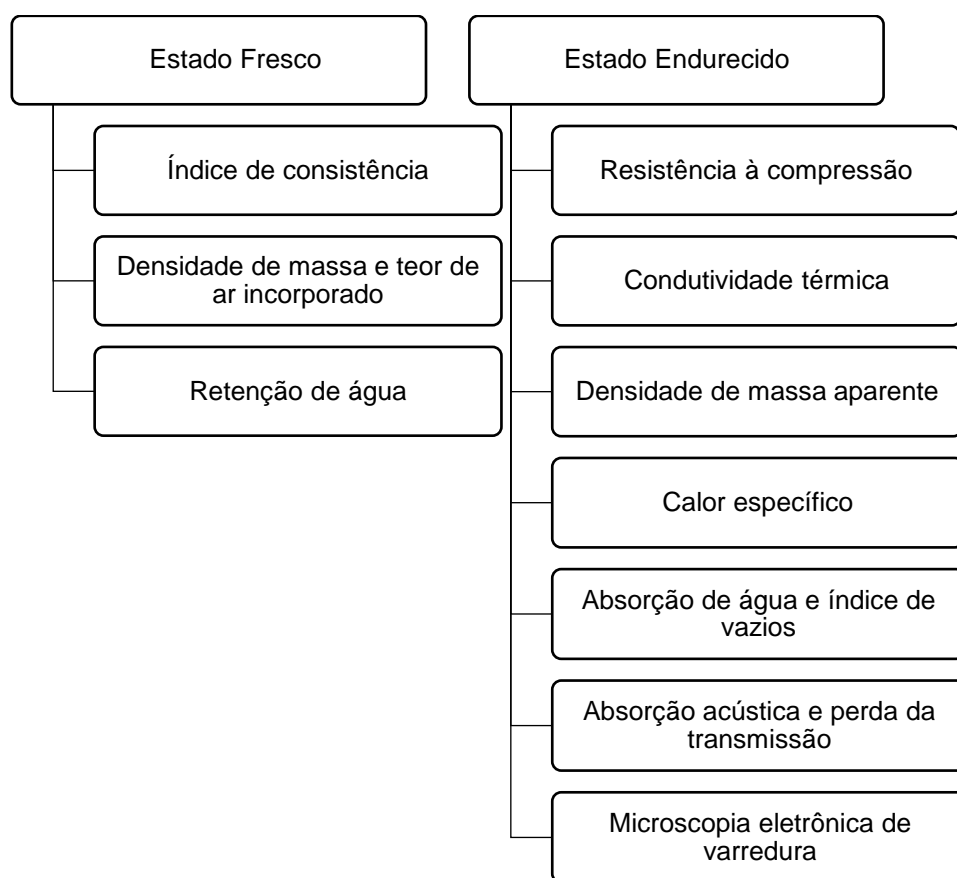 Estado Fresco
Índice de consistência
Densidade de massa e teor de
ar incorporado
Retenção de água
Estado Endurecido
Resistência à compressão
Condutividade térmica
Densidade de massa aparente
Calor específico
Absorção de água e índice de
vazios
Absorção acústica e perda da
transmissão
Microscopia eletrônica de
varredura